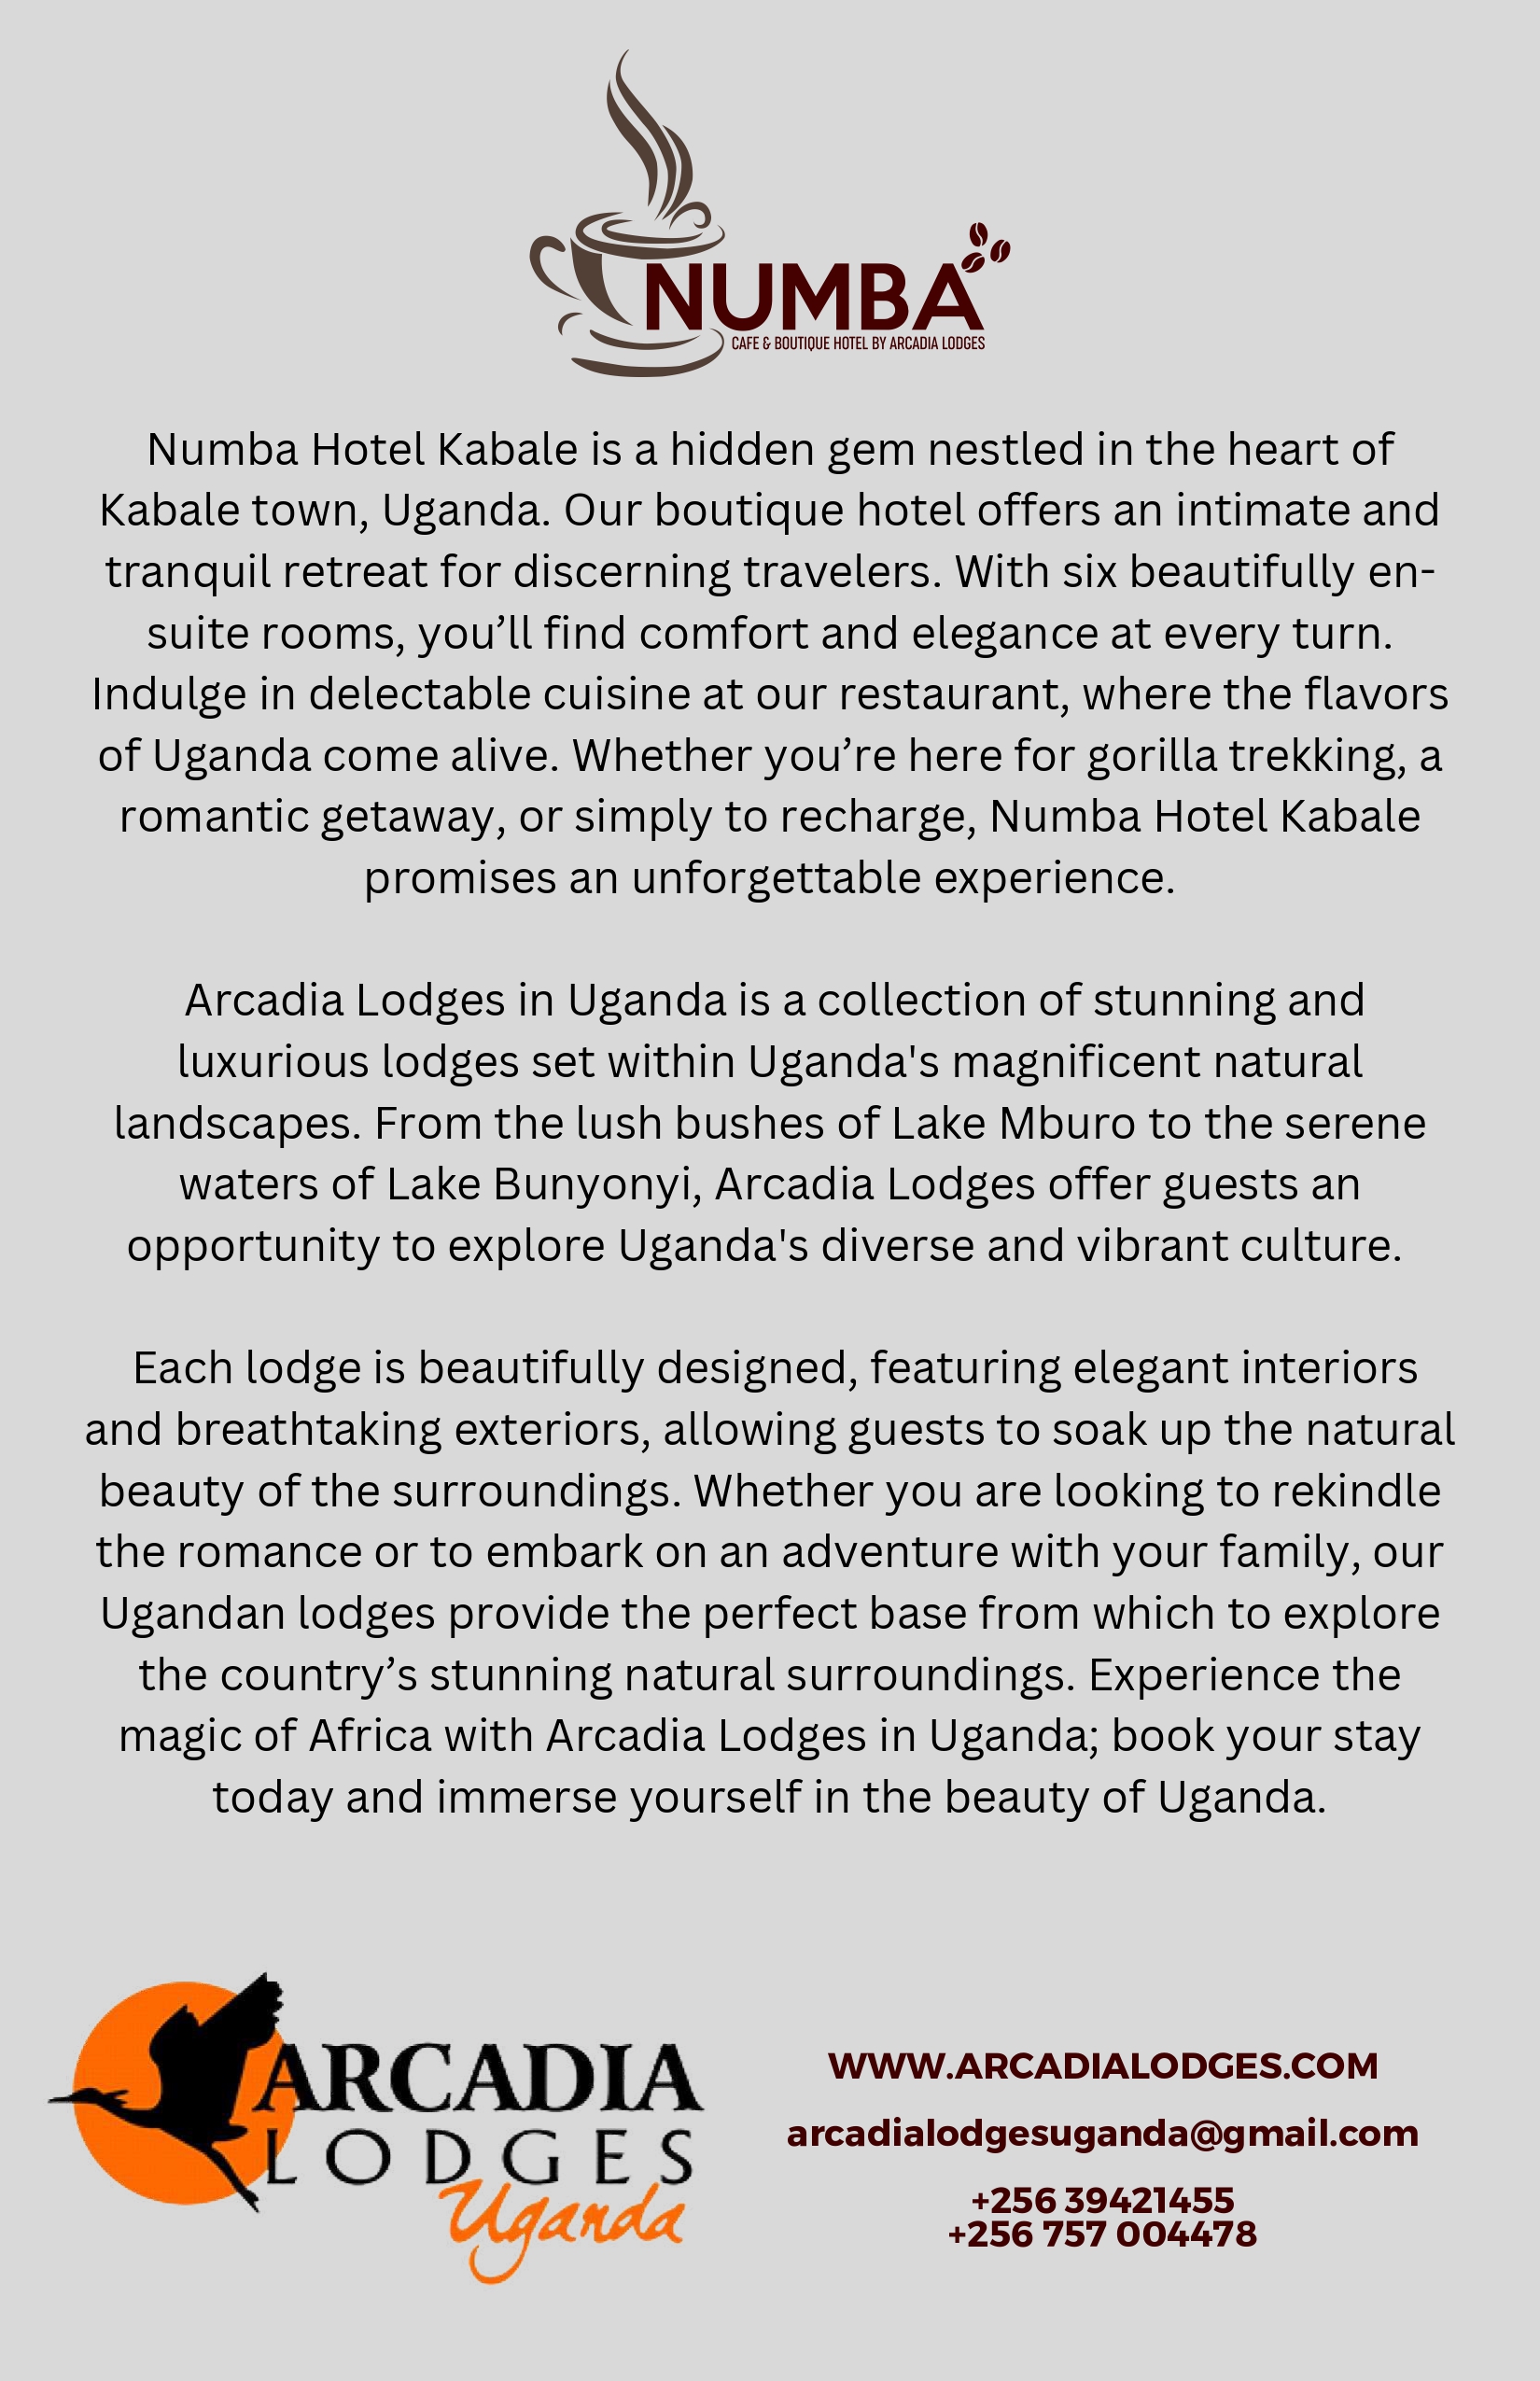 NUMBA
CAFE & BOUTIQUE HOTEL BY ARCADIA LODGES
Numba Hotel Kabale is a hidden gem nestled in the heart of
Kabale town, Uganda. Our boutique hotel offers an intimate and
tranquil retreat for discerning travelers. With six beautifully en-
suite rooms, you’ll find comfort and elegance at every turn.
Indulge in delectable cuisine at our restaurant, where the flavors
of Uganda come alive. Whether you’re here for gorilla trekking, a
romantic getaway, or simply to recharge, Numba Hotel Kabale
promises an unforgettable experience.
Arcadia Lodges in Uganda is a collection of stunning and
luxurious lodges set within Uganda's magnificent natural
landscapes. From the lush bushes of Lake Mburo to the serene
waters of Lake Bunyonyi, Arcadia Lodges offer guests an
opportunity to explore Uganda's diverse and vibrant culture.
Each lodge is beautifully designed, featuring elegant interiors
and breathtaking exteriors, allowing guests to soak up the natural
beauty of the surroundings. Whether you are looking to rekindle
the romance or to embark on an adventure with your family, our
Ugandan lodges provide the perfect base from which to explore
the country’s stunning natural surroundings. Experience the
magic of Africa with Arcadia Lodges in Uganda; book your stay
today and immerse yourself in the beauty of Uganda.
ARCADIA
LODGES
Uganda
WWW.ARCADIALODGES.COM
arcadialodgesuganda@gmail.com
+256 39421455
+256 757 004478